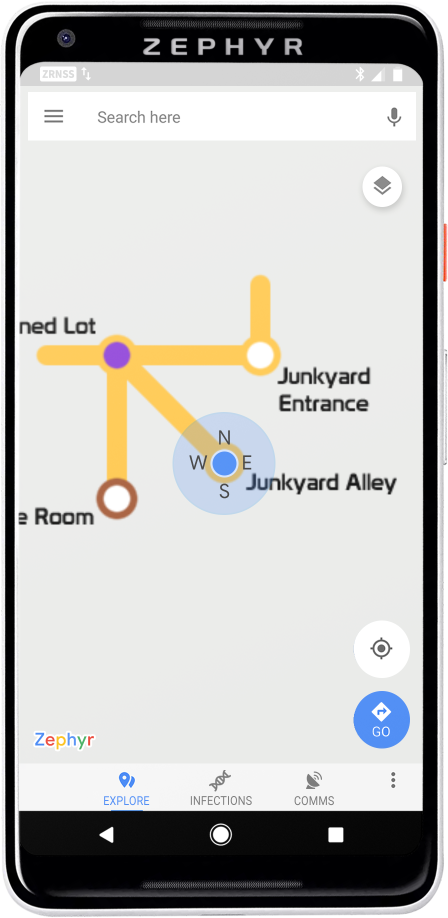 ZEPHYR
ZRNSS
Search here
ned Lot
Junkyard
Entrance
N
W E
S
Junkyard Alley
e Room
GO
Zephyr
EXPLORE INFECTIONS COMMS